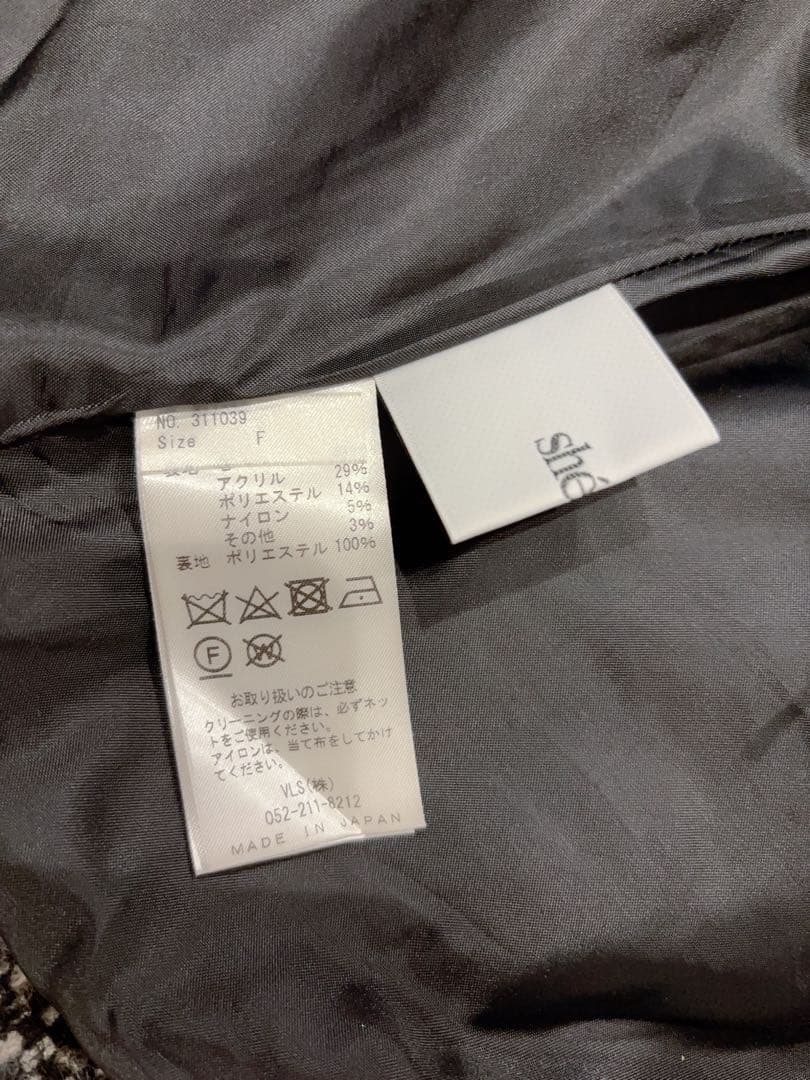 NO. 311039
Size F
アクリル 29%
ポリエステル 14%
ナイロン 5%
その他 3%
裏地 ポリエステル 100%
F
W
お取り扱いのご注意
クリーニングの際は、必ずネッ
トをご使用ください。
アイロンは、当て布をしてかけ
てください。
VLS(株)
052-211-8212
MADE IN JAPAN
shé